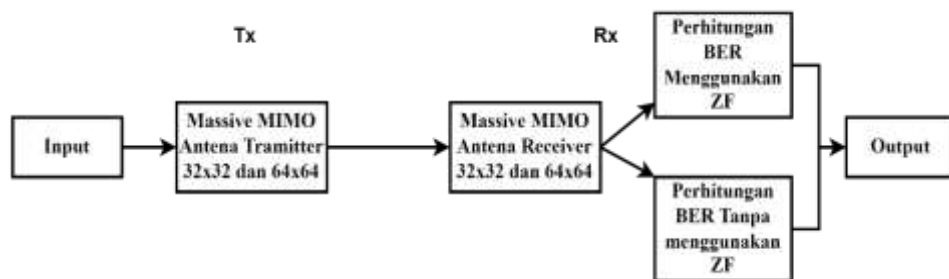 Tx
Rx
Input
Massive MIMO
Antena Tramitter
32x32 dan 64x64
Massive MIMO
Antena Receiver
32x32 dan 64x64
Perhitungan
BER
Menggunakan
ZF
Perhitungan
BER Tanpa
menggunakan
ZF
Output